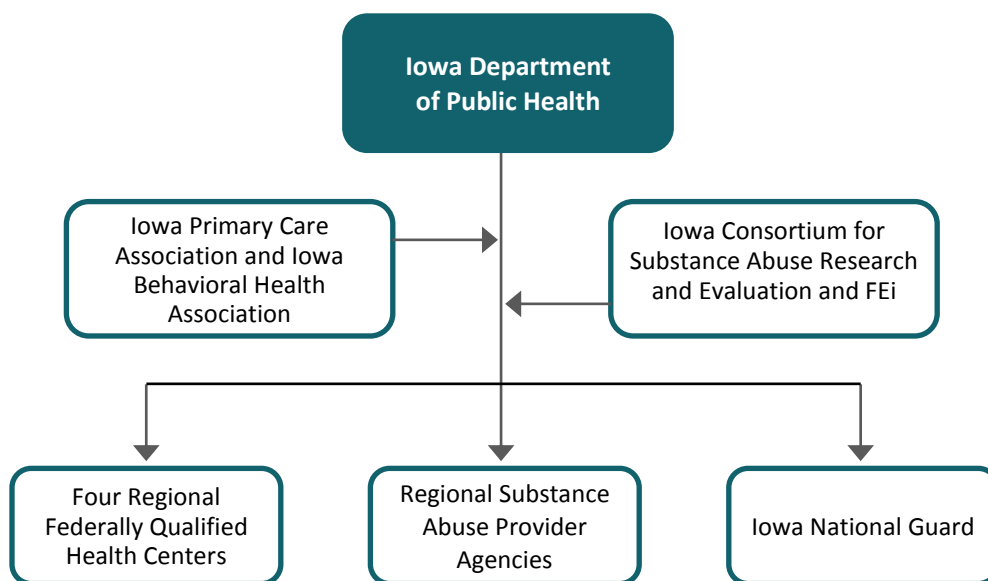 Iowa Department
of Public Health
Iowa Primary Care
Association and Iowa
Behavioral Health
Association
Iowa Consortium for
Substance Abuse Research
and Evaluation and FEi
Four Regional
Federally Qualified
Health Centers
Regional Substance
Abuse Provider
Agencies
Iowa National Guard